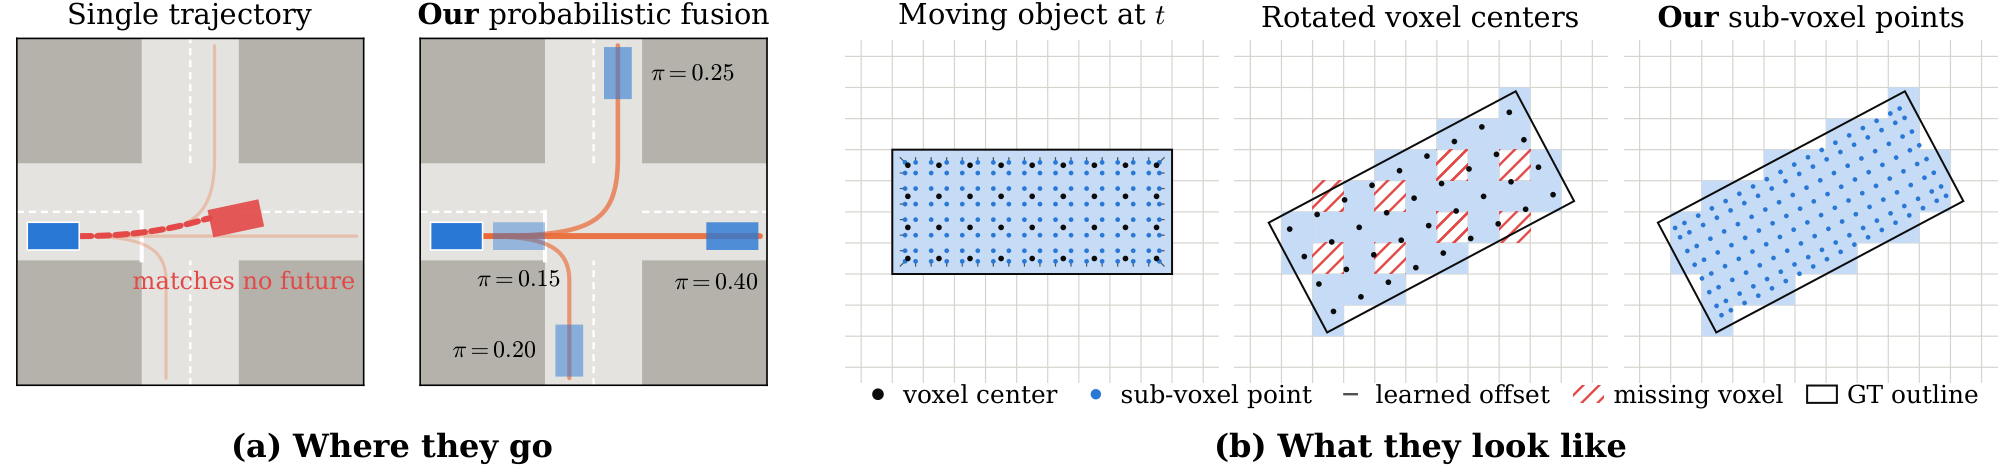 Single trajectory
Our probabilistic fusion
Moving object at t
Rotated voxel centers
Our sub-voxel points
π = 0.25
matches no future
π = 0.15
π = 0.40
π = 0.20
voxel center
sub-voxel point
learned offset
missing voxel
GT outline
(a) Where they go
(b) What they look like